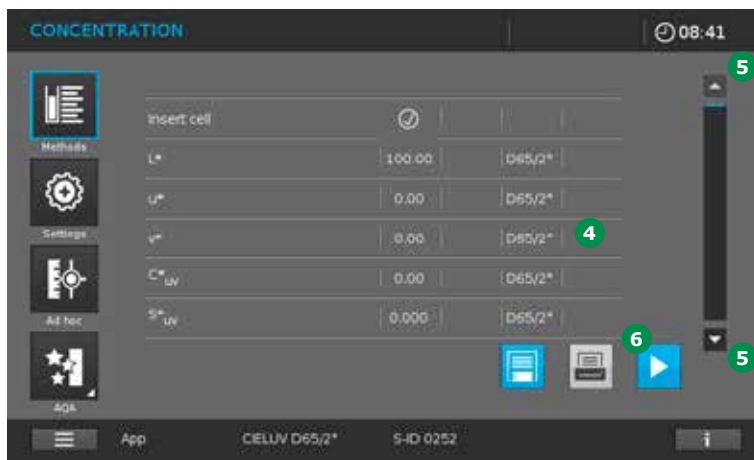 CONCENTRATION 08:41
5
Insert cell
Methods
L* 100.00 D65/2*
u* 0.00 D65/2*
Settings
v* 0.00 D65/2* 4
C*uv 0.00 D65/2*
Ad hoc
S*uv 0.000 D65/2*
6
5
AQA
App CIELUV D65/2* S-ID 0252 i